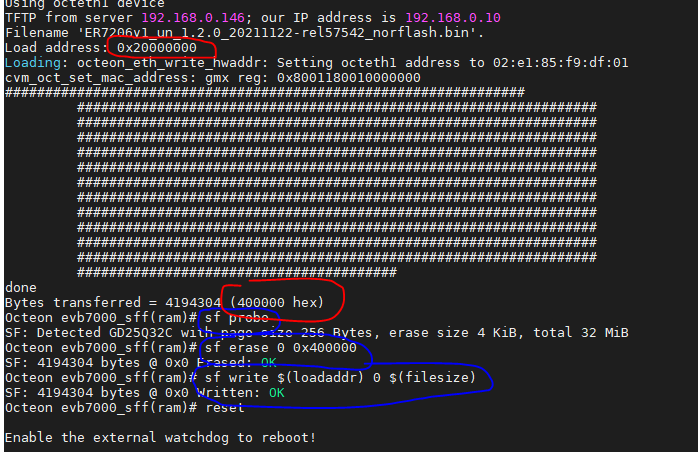 Using octeth1 device
TFTP from server 192.168.0.146; our IP address is 192.168.0.10
Filename 'ER7206v1_un_1.2.0_20211122-rel57542_norflash.bin'.
Load address: 0x20000000
Loading: octeon_eth_write_hwaddr: Setting octeth1 address to 02:e1:85:f9:df:01
cvm_oct_set_mac_address: gmx reg: 0x8001180010000000
#################################################################
#################################################################
#################################################################
#################################################################
#################################################################
#################################################################
#################################################################
#################################################################
#################################################################
#################################################################
#################################################################
#################################################################
########################################
done
Bytes transferred = 4194304 (400000 hex)
Octeon evb7000_sff(ram)# sf probe
SF: Detected GD25Q32C with page size 256 Bytes, erase size 4 KiB, total 32 MiB
Octeon evb7000_sff(ram)# sf erase 0 0x400000
SF: 4194304 bytes @ 0x0 Erased: OK
Octeon evb7000_sff(ram)# sf write $(loadaddr) 0 $(filesize)
SF: 4194304 bytes @ 0x0 Written: OK
Octeon evb7000_sff(ram)# reset
Enable the external watchdog to reboot!